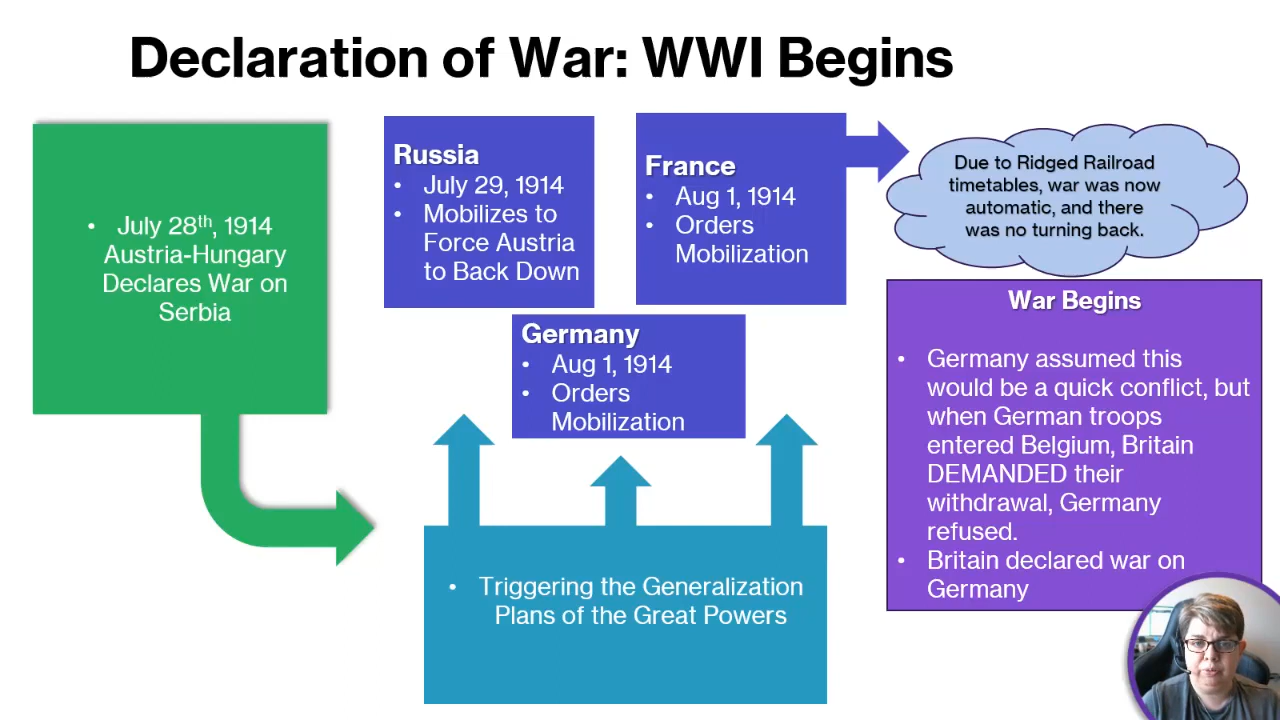 Declaration of War: WWI Begins
• July 28th, 1914
Austria-Hungary
Declares War on
Serbia
Russia
• July 29, 1914
• Mobilizes to
Force Austria
to Back Down
France
• Aug 1, 1914
• Orders
Mobilization
Germany
• Aug 1, 1914
• Orders
Mobilization
• Triggering the Generalization
Plans of the Great Powers
Due to Ridged Railroad
timetables, war was now
automatic, and there
was no turning back.
War Begins
• Germany assumed this
would be a quick conflict, but
when German troops
entered Belgium, Britain
DEMANDED their
withdrawal, Germany
refused.
• Britain declared war on
Germany